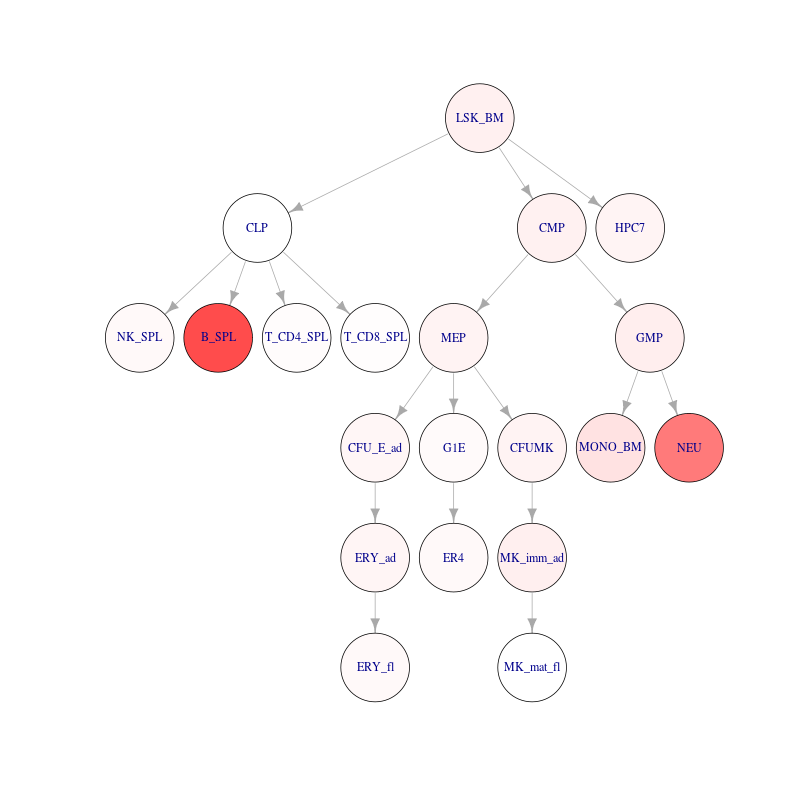 LSK_BM
CLP
CMP
HPC7
NK_SPL
B_SPL
T_CD4_SPL
T_CD8_SPL
MEP
GMP
CFU_E_ad
G1E
CFUMK
MONO_BM
NEU
ERY_ad
ER4
MK_imm_ad
ERY_fl
MK_mat_fl